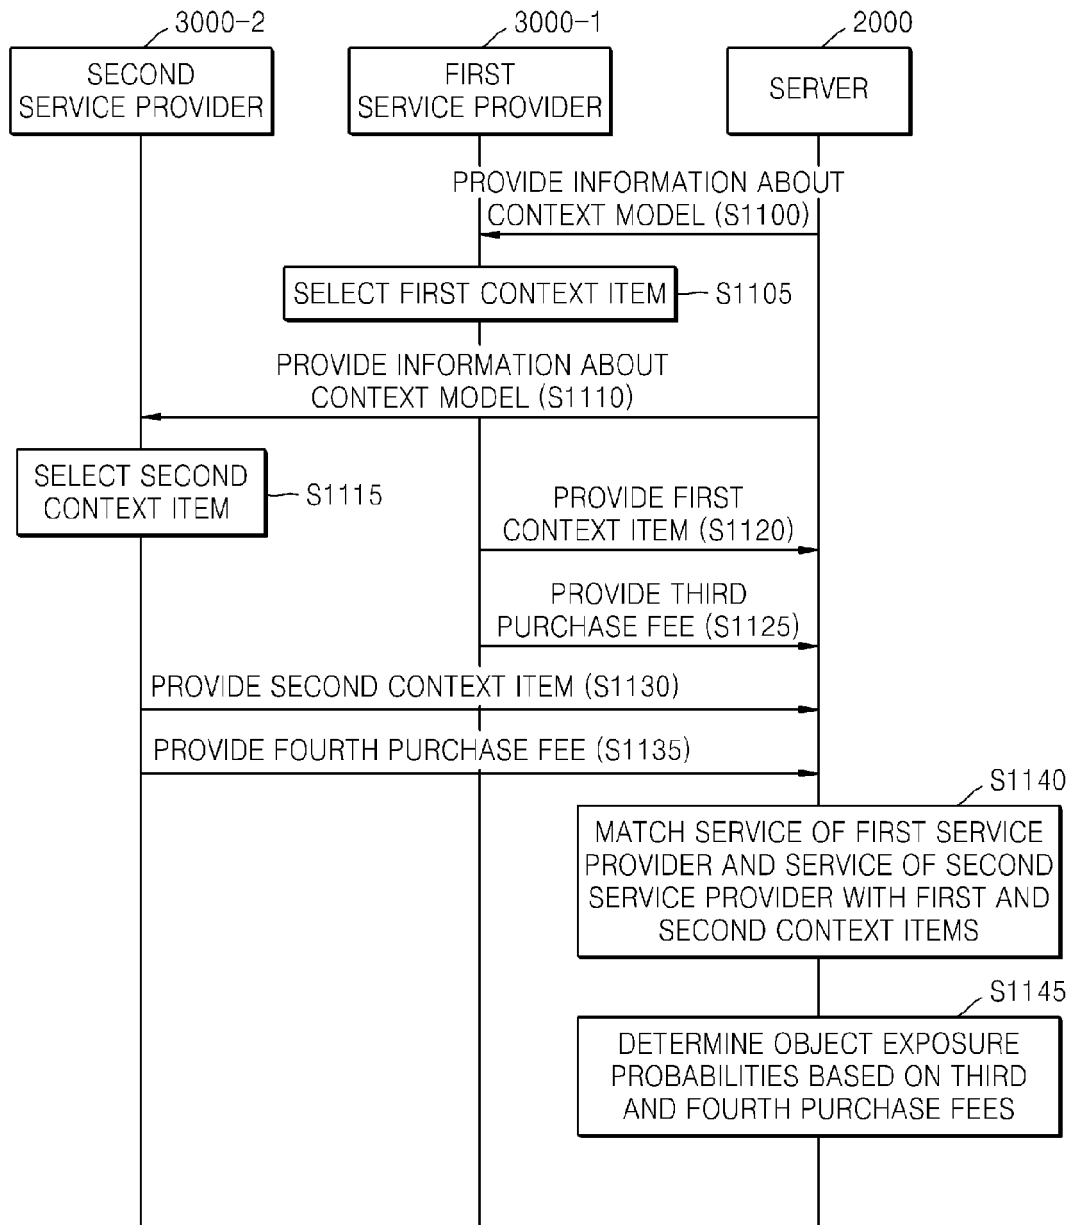 3000-2
3000-1
2000
SECOND
SERVICE PROVIDER
FIRST
SERVICE PROVIDER
SERVER
PROVIDE INFORMATION ABOUT
CONTEXT MODEL (S1100)
SELECT FIRST CONTEXT ITEM
S1105
PROVIDE INFORMATION ABOUT
CONTEXT MODEL (S1110)
SELECT SECOND
CONTEXT ITEM
S1115
PROVIDE FIRST
CONTEXT ITEM (S1120)
PROVIDE THIRD
PURCHASE FEE (S1125)
PROVIDE SECOND CONTEXT ITEM (S1130)
PROVIDE FOURTH PURCHASE FEE (S1135)
S1140
MATCH SERVICE OF FIRST SERVICE
PROVIDER AND SERVICE OF SECOND
SERVICE PROVIDER WITH FIRST AND
SECOND CONTEXT ITEMS
S1145
DETERMINE OBJECT EXPOSURE
PROBABILITIES BASED ON THIRD
AND FOURTH PURCHASE FEES